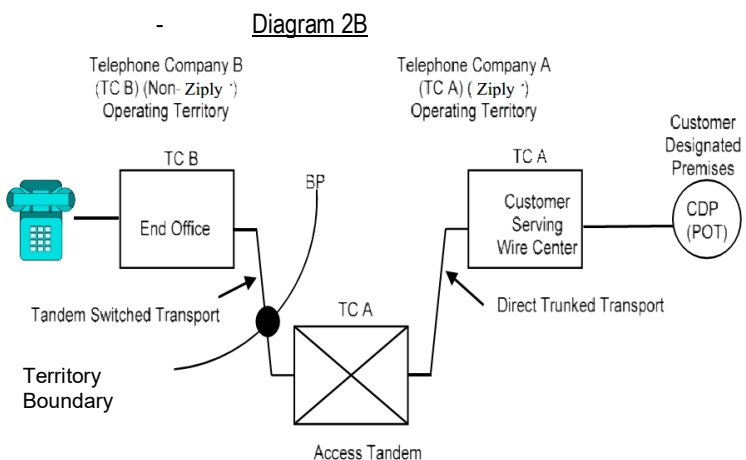 - Diagram 2B
Telephone Company B
(TC B) (Non- Ziply )
Operating Territory
Telephone Company A
(TC A) ( Ziply )
Operating Territory
Customer
Designated
Premises
TC B
End Office
BP
TC A
Customer
Serving
Wire Center
CDP
(POT)
Tandem Switched Transport
TC A
Direct Trunked Transport
Territory
Boundary
Access Tandem